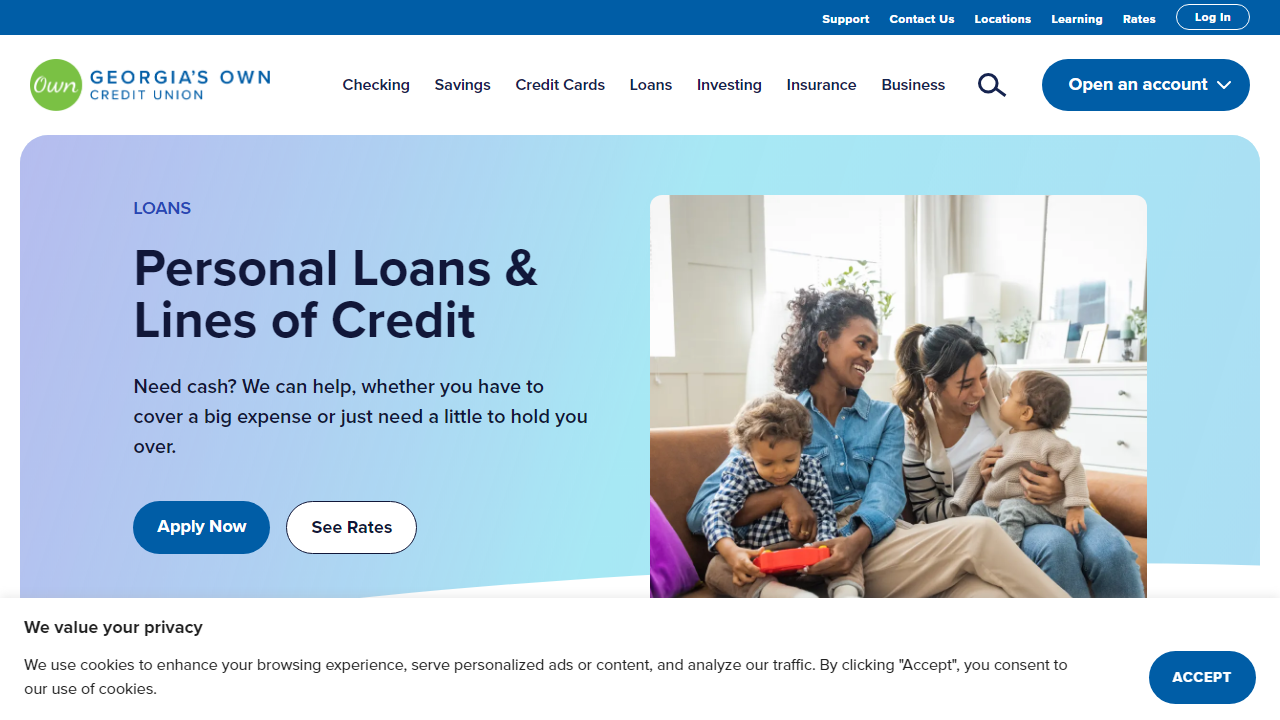 Support Contact Us Locations Learning Rates Log In
Own GEORGIA'S OWN
CREDIT UNION
Checking Savings Credit Cards Loans Investing Insurance Business
Open an account
LOANS
Personal Loans &
Lines of Credit
Need cash? We can help, whether you have to
cover a big expense or just need a little to hold you
over.
Apply Now See Rates
We value your privacy
We use cookies to enhance your browsing experience, serve personalized ads or content, and analyze our traffic. By clicking "Accept", you consent to
our use of cookies.
ACCEPT